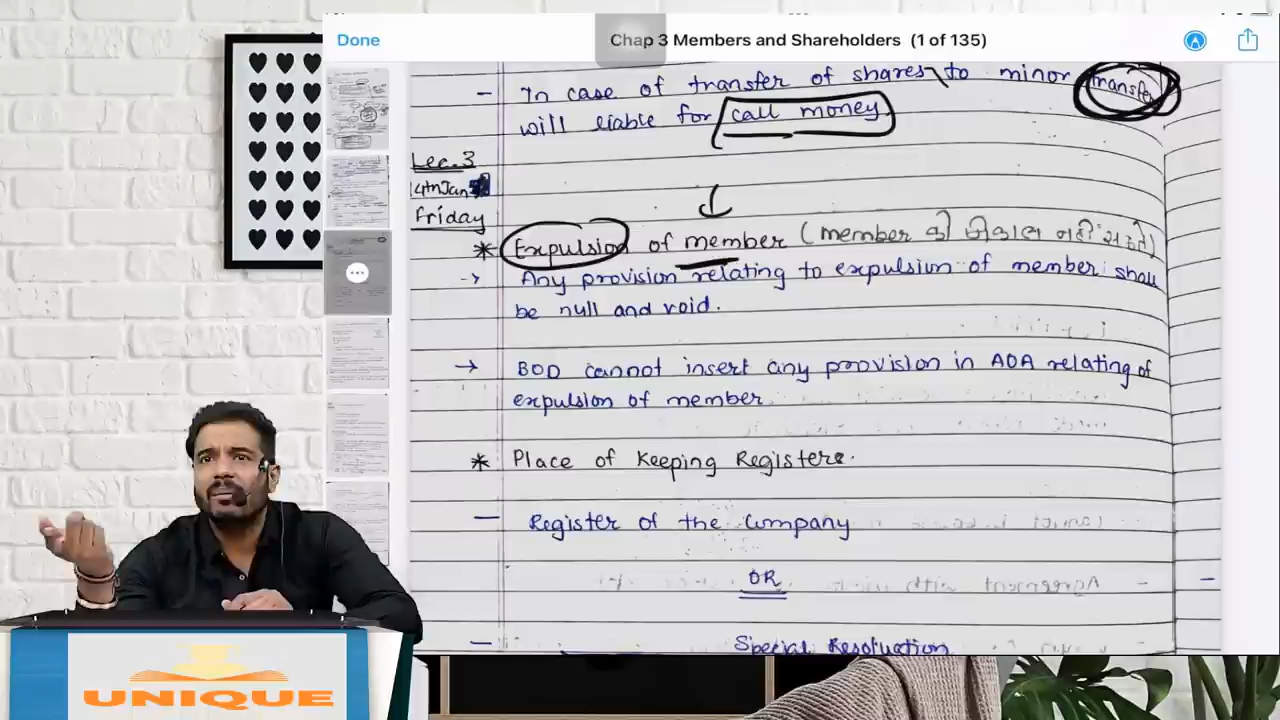 Done
Chap 3 Members and Shareholders (1 of 135)
- In case of transfer of shares to minor transfer
will liable for call money
Lec. 3
14th Jan
Friday
* Expulsion of member (member को निकाल नही सकते)
→ Any provision relating to expulsion of member shall
be null and void.
→ BOD cannot insert any provision in AOA relating of
expulsion of member
* Place of Keeping Registers.
- Register of the Company
OR
- Special Resolution
UNIQUE